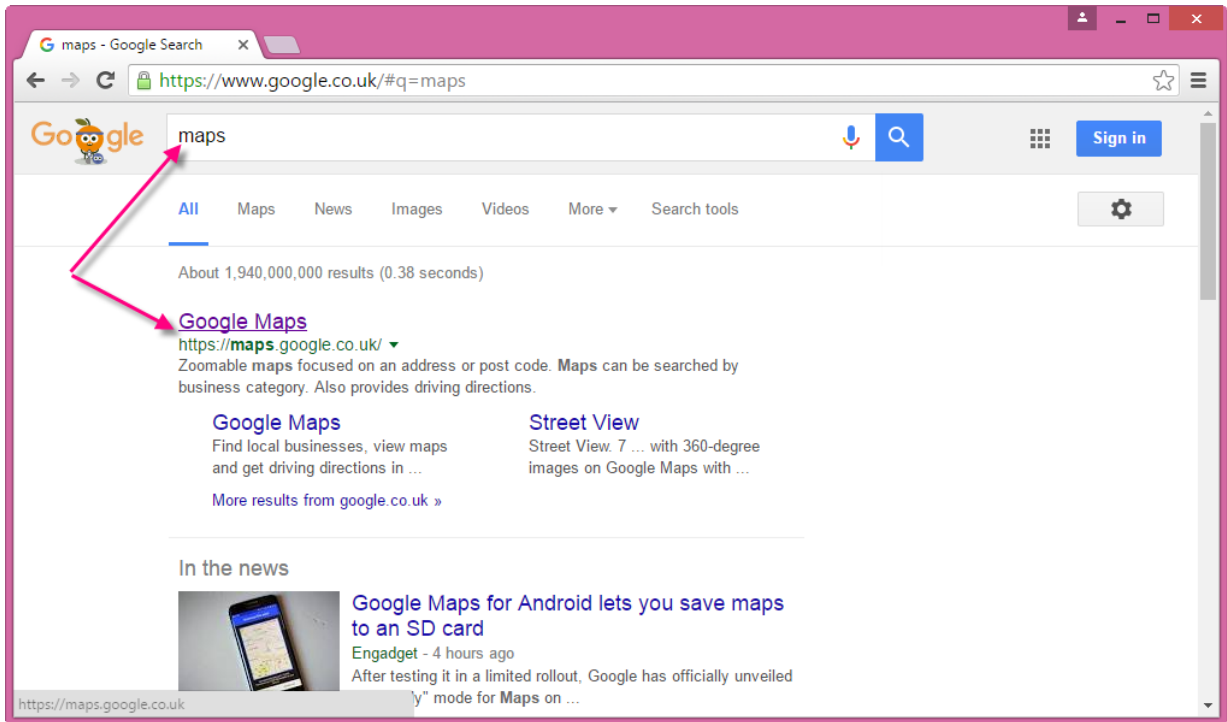 maps - Google Search
https://www.google.co.uk/#q=maps
Google
maps
Sign in
All Maps News Images Videos More Search tools
About 1,940,000,000 results (0.38 seconds)
Google Maps
https://maps.google.co.uk/
Zoomable maps focused on an address or post code. Maps can be searched by
business category. Also provides driving directions.
Google Maps
Find local businesses, view maps
and get driving directions in ...
Street View
Street View. 7 ... with 360-degree
images on Google Maps with ...
More results from google.co.uk »
In the news
Google Maps for Android lets you save maps
to an SD card
Engadget - 4 hours ago
After testing it in a limited rollout, Google has officially unveiled
y" mode for Maps on ...
https://maps.google.co.uk